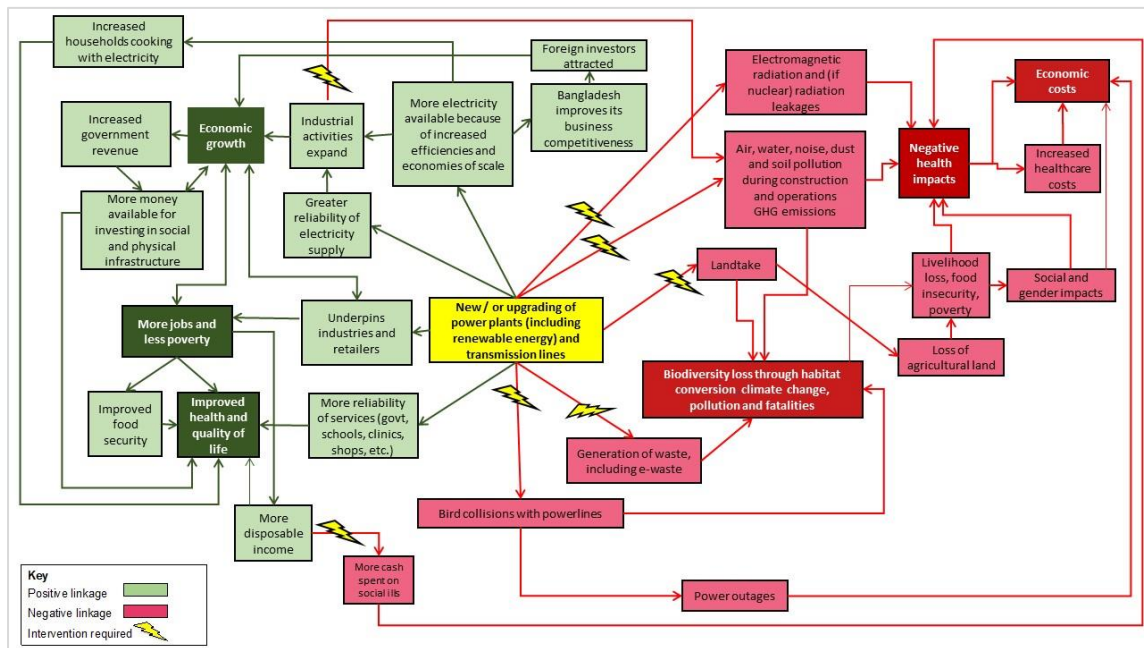 Increased
households cooking
with electricity
Foreign investors
attracted
Electromagnetic
radiation and (if
nuclear) radiation
leakages
Economic
costs
Increased
government
revenue
Economic
growth
Industrial
activities
expand
More electricity
available because
of increased
efficiencies and
economies of scale
Bangladesh
improves its
business
competitiveness
Air, water, noise, dust
and soil pollution
during construction
and operations
GHG emissions
Negative
health
impacts
Increased
healthcare
costs
More money
available for
investing in social
and physical
infrastructure
Greater
reliability of
electricity
supply
Landtake
Livelihood
loss, food
insecurity,
poverty
Social and
gender impacts
More jobs and
less poverty
Underpins
industries and
retailers
New / or upgrading of
power plants (including
renewable energy) and
transmission lines
Loss of
agricultural land
Biodiversity loss through habitat
conversion climate change,
pollution and fatalities
Improved
food
security
Improved
health and
quality of
life
More reliability
of services (govt,
schools, clinics,
shops, etc.)
Generation of waste,
including e-waste
More
disposable
income
Bird collisions with powerlines
More cash
spent on
social ills
Power outages
Key
Positive linkage
Negative linkage
Intervention required